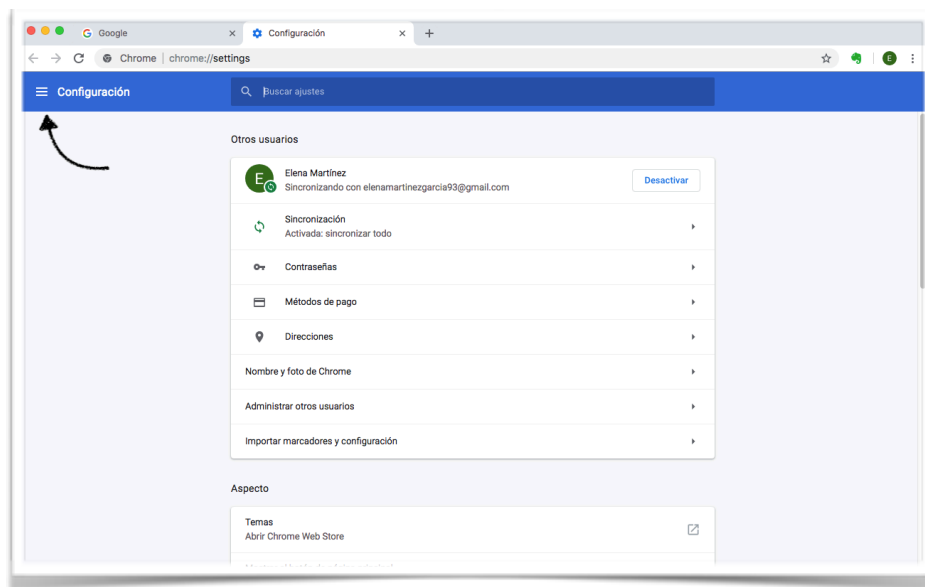 Google
Configuración
Chrome | chrome://settings
E
Configuración
Buscar ajustes
Otros usuarios
E
Elena Martínez
Sincronizando con elenamartinezgarcia93@gmail.com
Desactivar
Sincronización
Activada: sincronizar todo
Contraseñas
Métodos de pago
Direcciones
Nombre y foto de Chrome
Administrar otros usuarios
Importar marcadores y configuración
Aspecto
Temas
Abrir Chrome Web Store